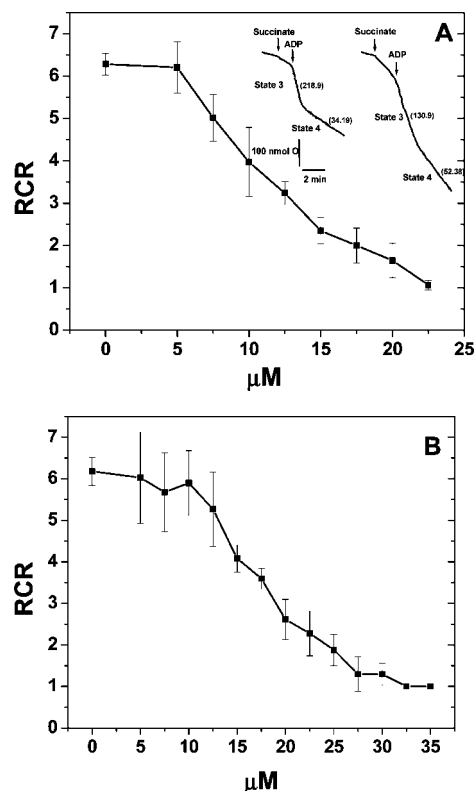 A
7
6
5
4
3
2
1
0
RCR
0 5 10 15 20 25
μM
Succinate
ADP
State 3
(218.9)
State 4
(34.19)
100 nmol O
2 min
Succinate
ADP
State 3
(130.9)
State 4
(52.38)
B
7
6
5
4
3
2
1
0
RCR
0 5 10 15 20 25 30 35
μM